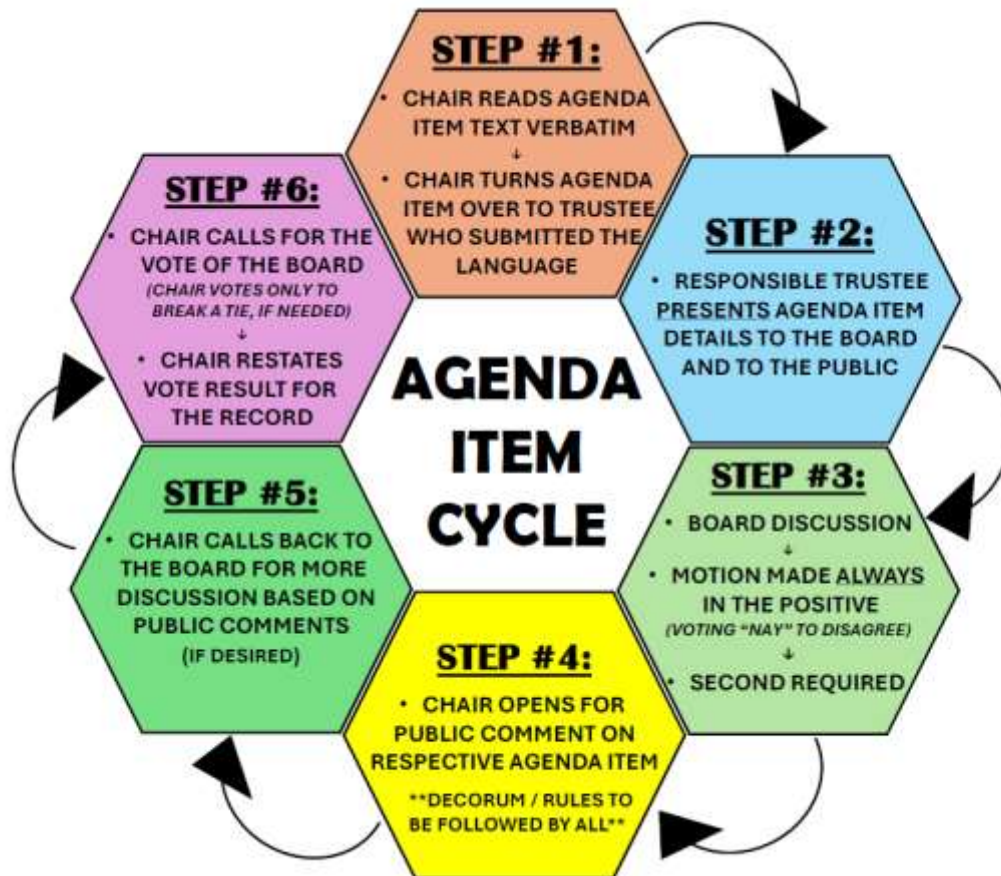 STEP #1:
• CHAIR READS AGENDA
ITEM TEXT VERBATIM
↓
• CHAIR TURNS AGENDA
ITEM OVER TO TRUSTEE
WHO SUBMITTED THE
LANGUAGE
STEP #2:
• RESPONSIBLE TRUSTEE
PRESENTS AGENDA ITEM
DETAILS TO THE BOARD
AND TO THE PUBLIC
STEP #3:
• BOARD DISCUSSION
↓
• MOTION MADE ALWAYS
IN THE POSITIVE
(VOTING “NAY” TO DISAGREE)
↓
• SECOND REQUIRED
STEP #4:
• CHAIR OPENS FOR
PUBLIC COMMENT ON
RESPECTIVE AGENDA ITEM
**DECORUM / RULES TO
BE FOLLOWED BY ALL**
STEP #5:
• CHAIR CALLS BACK TO
THE BOARD FOR MORE
DISCUSSION BASED ON
PUBLIC COMMENTS
(IF DESIRED)
STEP #6:
• CHAIR CALLS FOR THE
VOTE OF THE BOARD
(CHAIR VOTES ONLY TO
BREAK A TIE, IF NEEDED)
↓
• CHAIR RESTATES
VOTE RESULT FOR
THE RECORD
AGENDA
ITEM
CYCLE